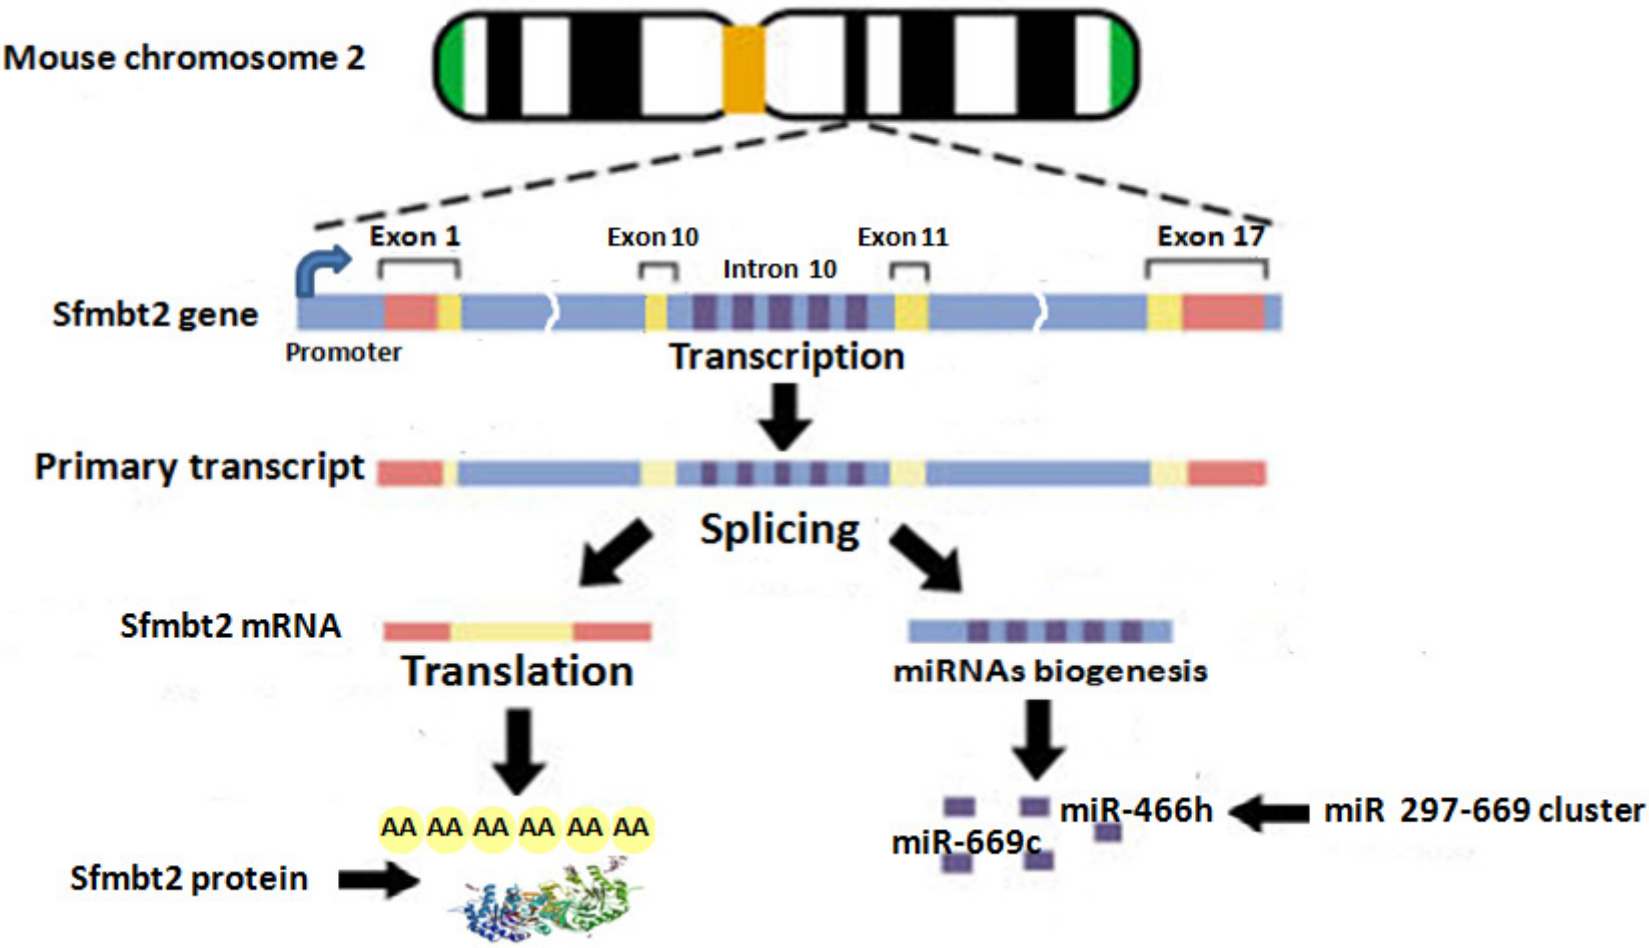 Mouse chromosome 2
Exon 1
Exon 10
Exon 11
Exon 17
Intron 10
Sfmbt2 gene
Promoter
Transcription
Primary transcript
Splicing
Sfmbt2 mRNA
Translation
miRNAs biogenesis
miR-466h
miR 297-669 cluster
miR-669c
AA AA AA AA AA AA
Sfmbt2 protein